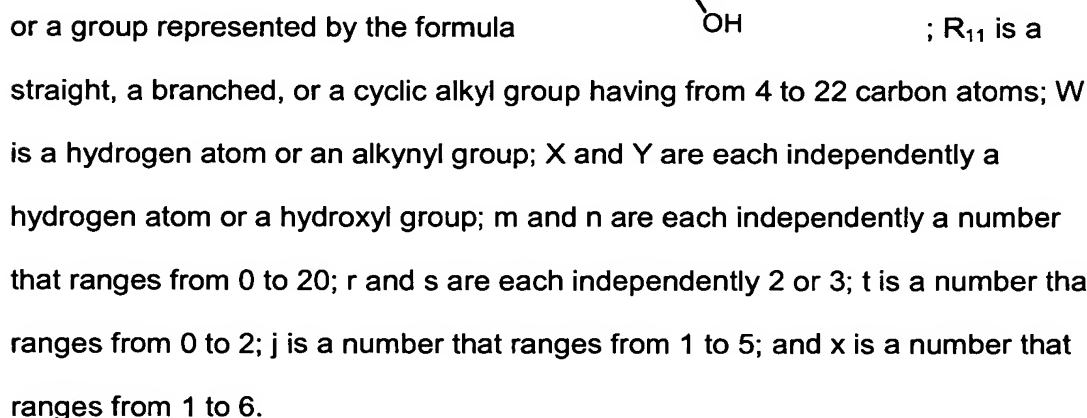 or a group represented by the formula OH ; R₁₁ is a
straight, a branched, or a cyclic alkyl group having from 4 to 22 carbon atoms; W
is a hydrogen atom or an alkynyl group; X and Y are each independently a
hydrogen atom or a hydroxyl group; m and n are each independently a number
that ranges from 0 to 20; r and s are each independently 2 or 3; t is a number tha
ranges from 0 to 2; j is a number that ranges from 1 to 5; and x is a number that
ranges from 1 to 6.